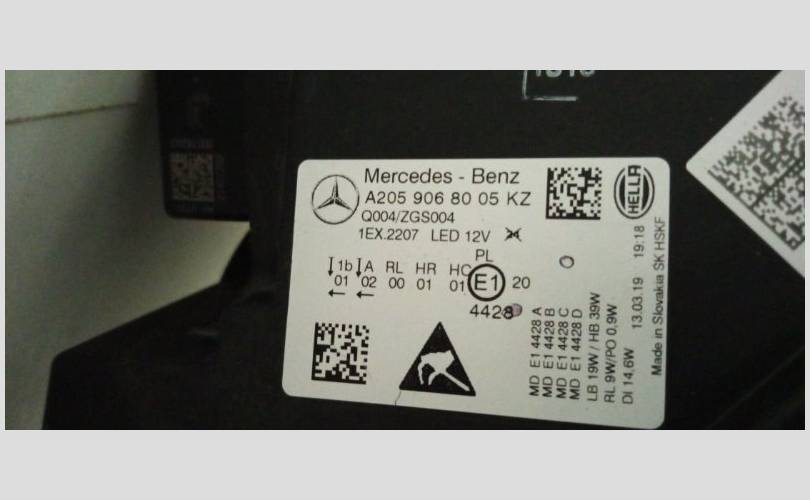 Mercedes - Benz
A205 906 80 05 KZ
Q004/ZGS004
1EX.2207 LED 12V
PL
1b A RL HR HC
01 02 00 01 01 E1 20
4428
HELLA
MD E1 4428 A
MD E1 4428 B
MD E1 4428 C
MD E1 4428 D
LB 19W / HB 39W
RL 9W/PO 0,9W
DI 14,6W
13.03.19 19:18
Made in Slovakia SK HSKF